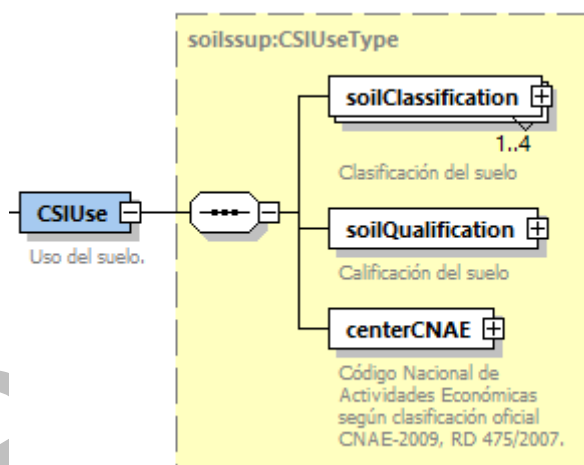 soilssup:CSIUseType
soilClassification
1..4
Clasificación del suelo
CSIUse
Uso del suelo.
soilQualification
Calificación del suelo
centerCNAE
Código Nacional de
Actividades Económicas
según clasificación oficial
CNAE-2009, RD 475/2007.